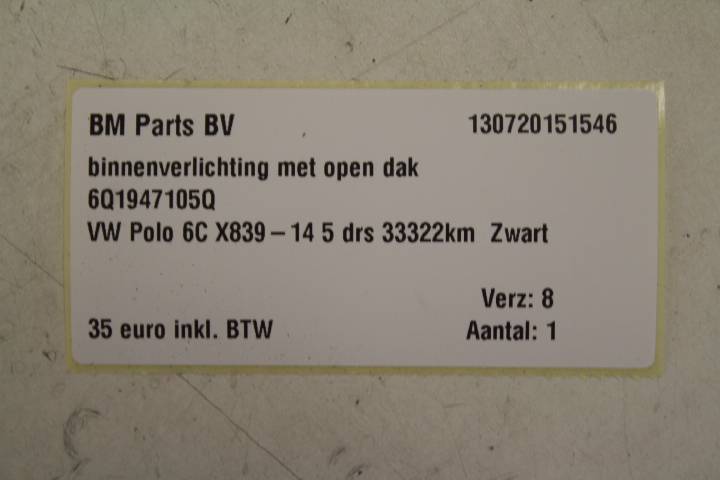 BM Parts BV 130720151546
binnenverlichting met open dak
6Q1947105Q
VW Polo 6C X839-14 5 drs 33322km Zwart
Verz: 8
35 euro inkl. BTW Aantal: 1